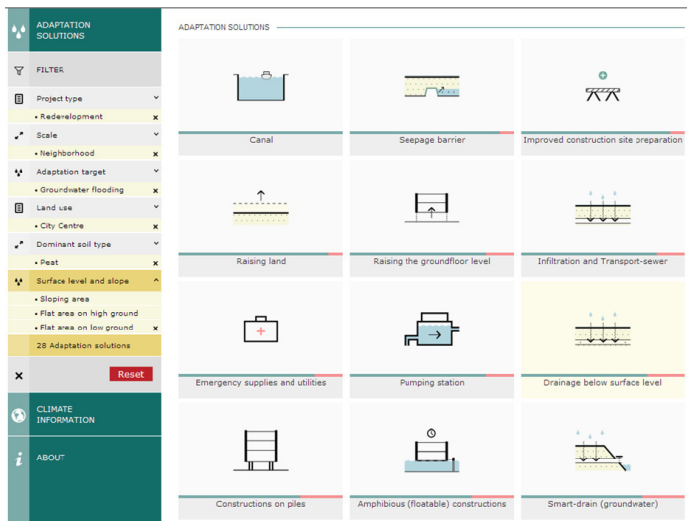 ADAPTATION
SOLUTIONS
FILTER
Project type
• Redevelopment x
Scale
• Neighborhood x
Adaptation target
• Groundwater flooding x
Land use
• City Centre x
Dominant soil type
• Peat x
Surface level and slope
• Sloping area
• Flat area on high ground
• Flat area on low ground x
28 Adaptation solutions
x Reset
CLIMATE
INFORMATION
i ABOUT
ADAPTATION SOLUTIONS
Canal
Seepage barrier
Improved construction site preparation
Raising land
Raising the groundfloor level
Infiltration and Transport-sewer
Emergency supplies and utilities
Pumping station
Drainage below surface level
Constructions on piles
Amphibious (floatable) constructions
Smart-drain (groundwater)